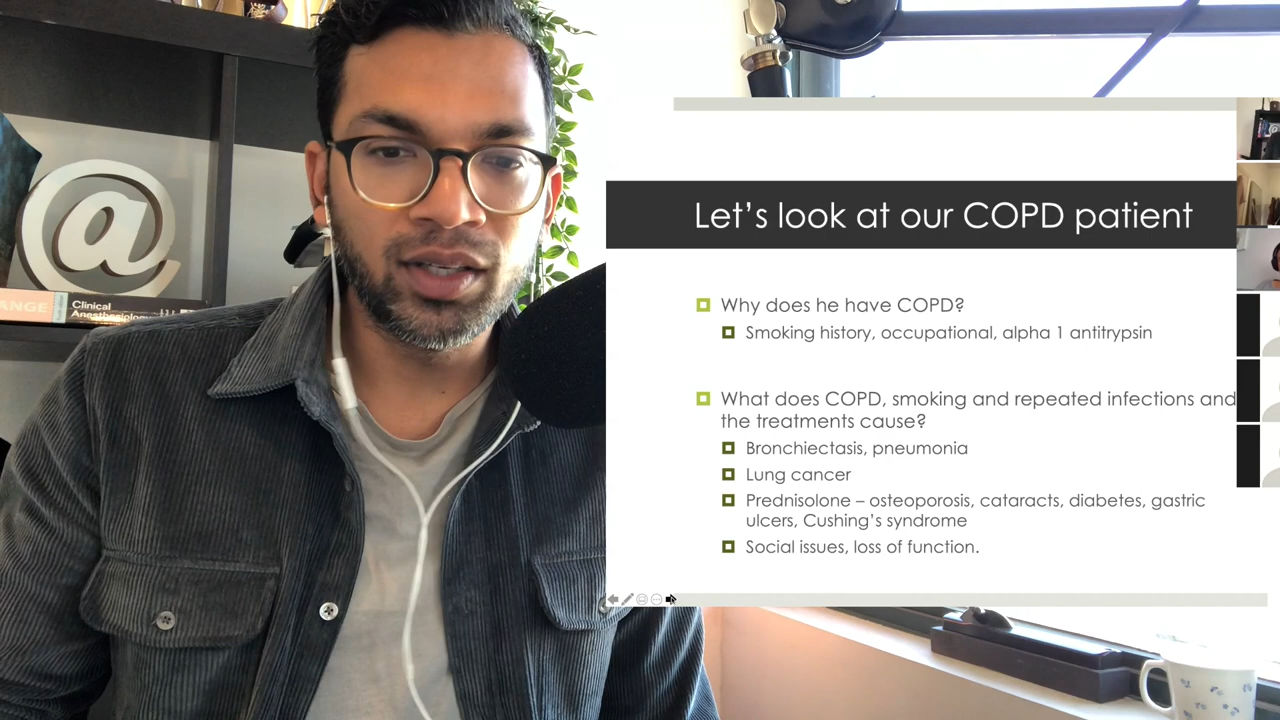 @
ANGE
Clinical
Anesthesiology
Let’s look at our COPD patient
Why does he have COPD?
Smoking history, occupational, alpha 1 antitrypsin
What does COPD, smoking and repeated infections and
the treatments cause?
Bronchiectasis, pneumonia
Lung cancer
Prednisolone – osteoporosis, cataracts, diabetes, gastric
ulcers, Cushing’s syndrome
Social issues, loss of function.